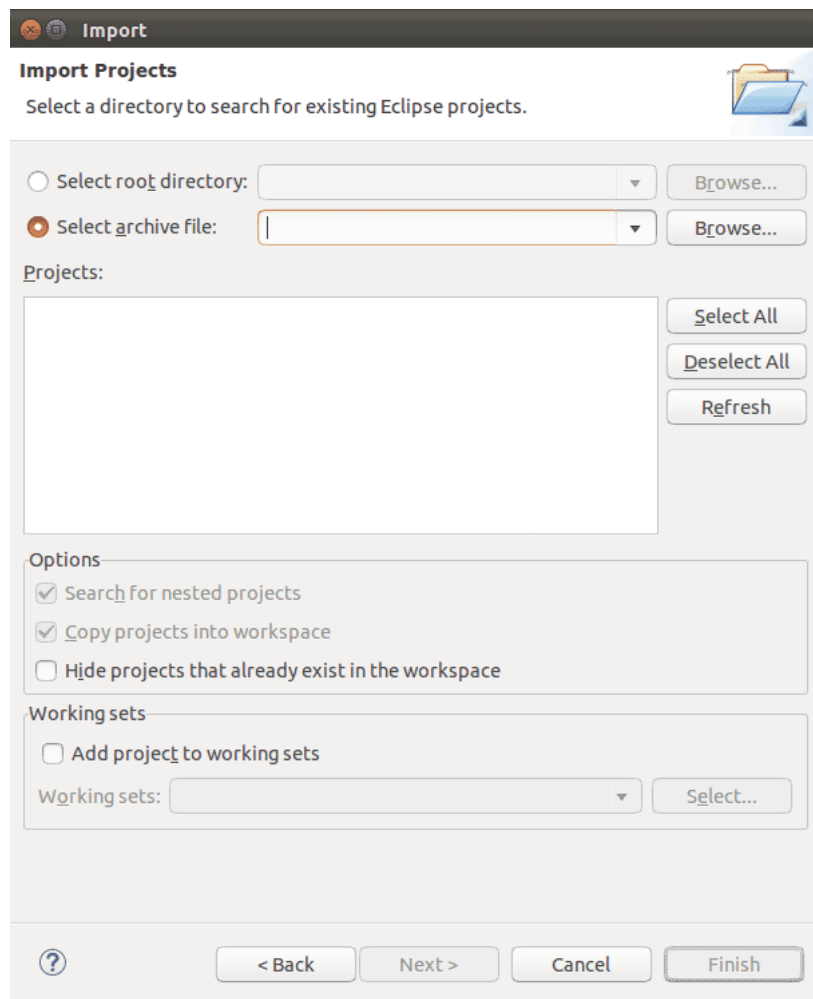 Import
Import Projects
Select a directory to search for existing Eclipse projects.
Select root directory: Browse...
Select archive file: Browse...
Projects:
Select All
Deselect All
Refresh
Options
Search for nested projects
Copy projects into workspace
Hide projects that already exist in the workspace
Working sets
Add project to working sets
Working sets: Select...
? < Back Next > Cancel Finish